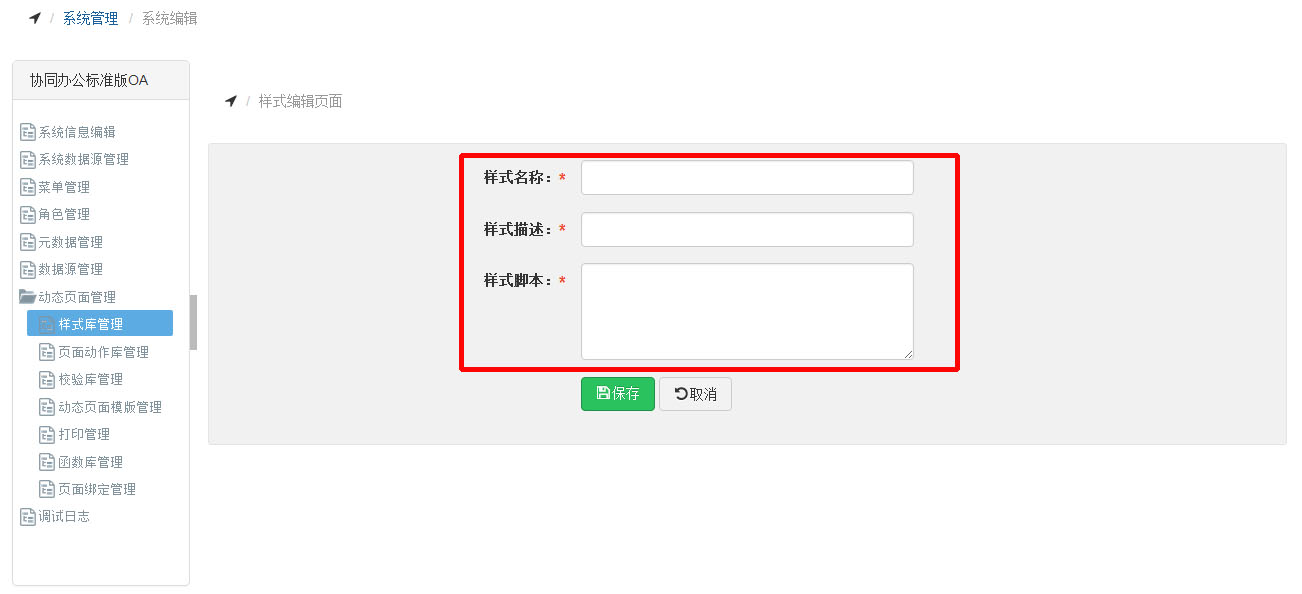 / 系统管理 / 系统编辑
协同办公标准版OA
系统信息编辑
系统数据源管理
菜单管理
角色管理
元数据管理
数据源管理
动态页面管理
样式库管理
页面动作库管理
校验库管理
动态页面模版管理
打印管理
函数库管理
页面绑定管理
调试日志
/ 样式编辑页面
样式名称：*
样式描述：*
样式脚本：*
保存 取消